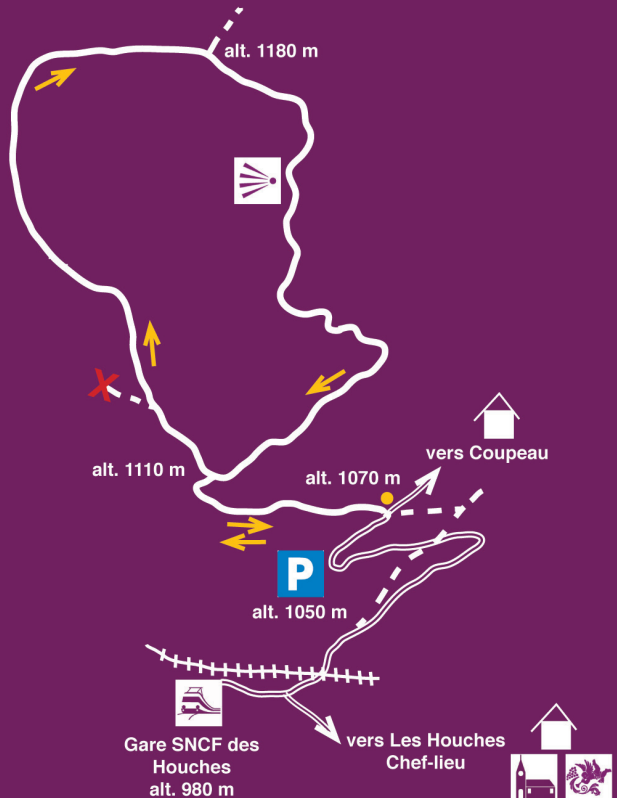 alt. 1180 m
X
vers Coupeau
alt. 1110 m
alt. 1070 m
P
alt. 1050 m
Gare SNCF des
Houches
alt. 980 m
vers Les Houches
Chef-lieu